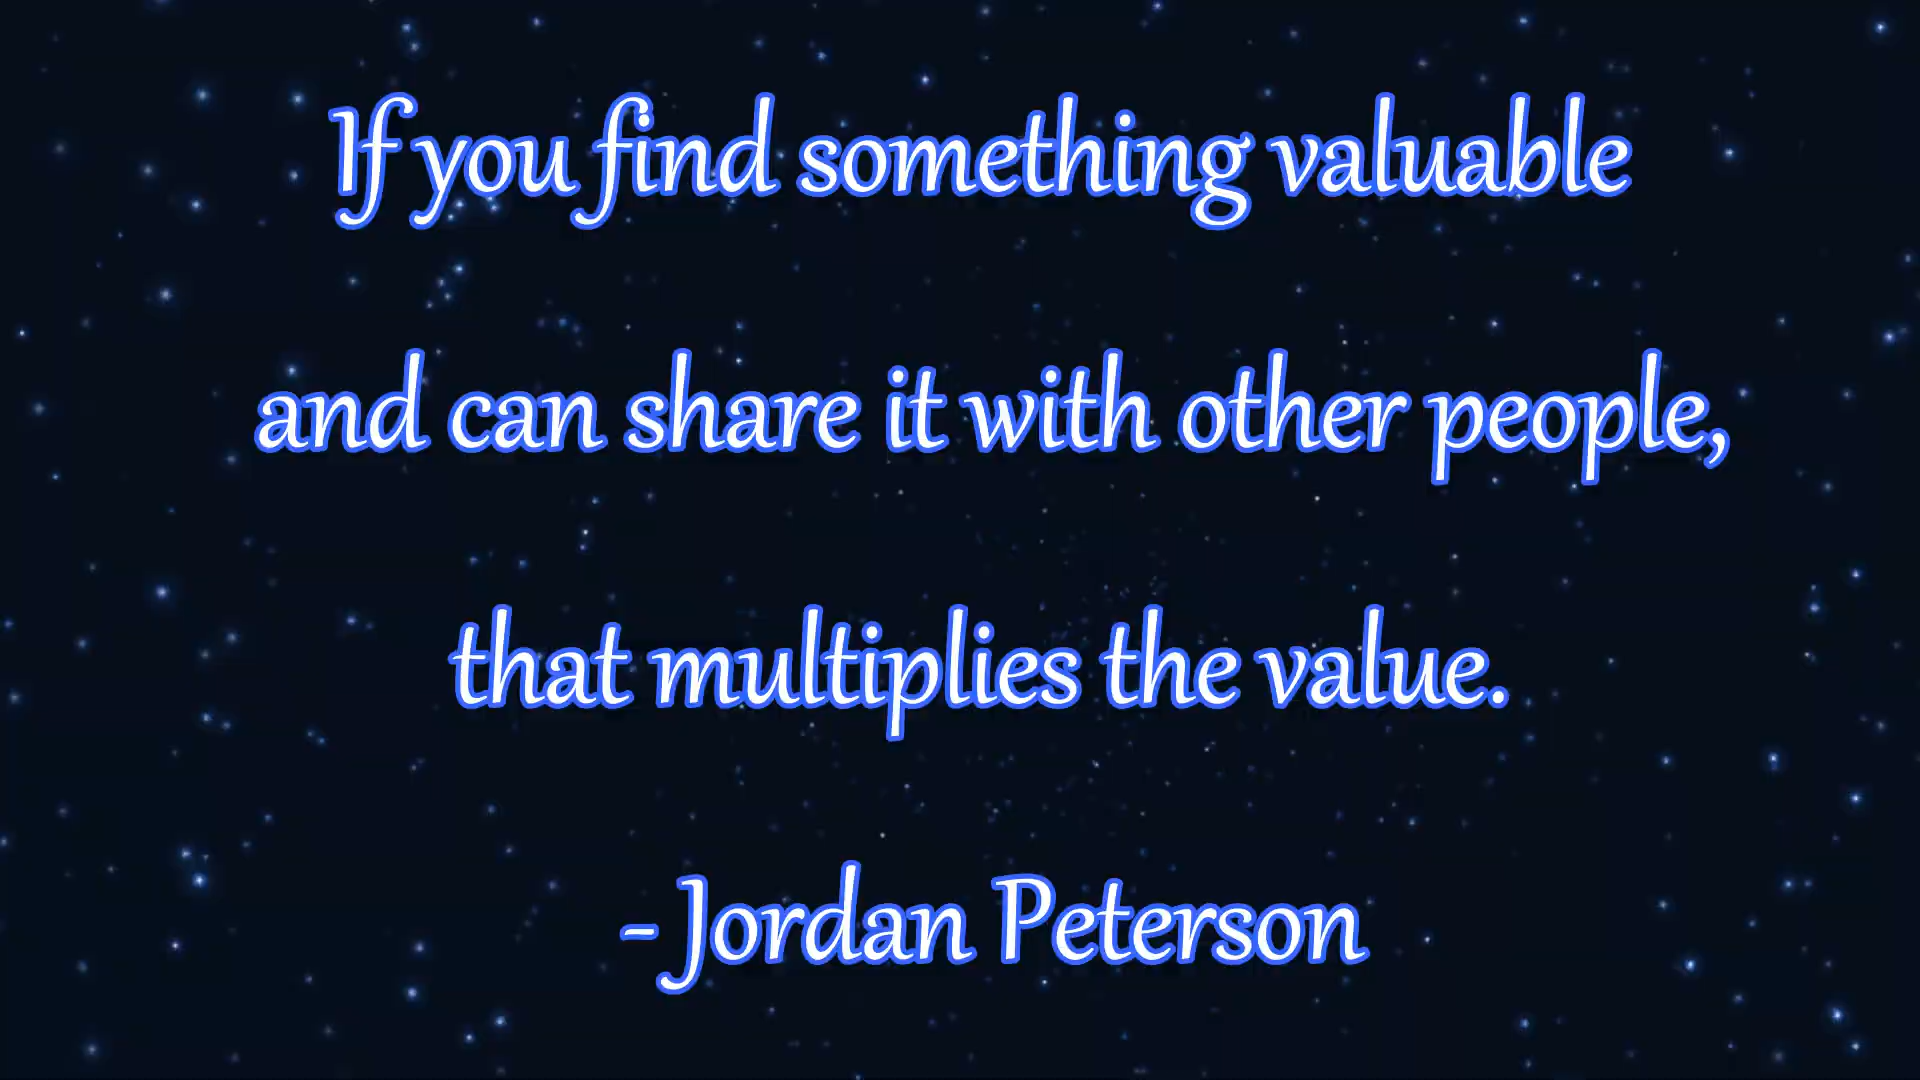 If you find something valuable
and can share it with other people,
that multiplies the value.
- Jordan Peterson